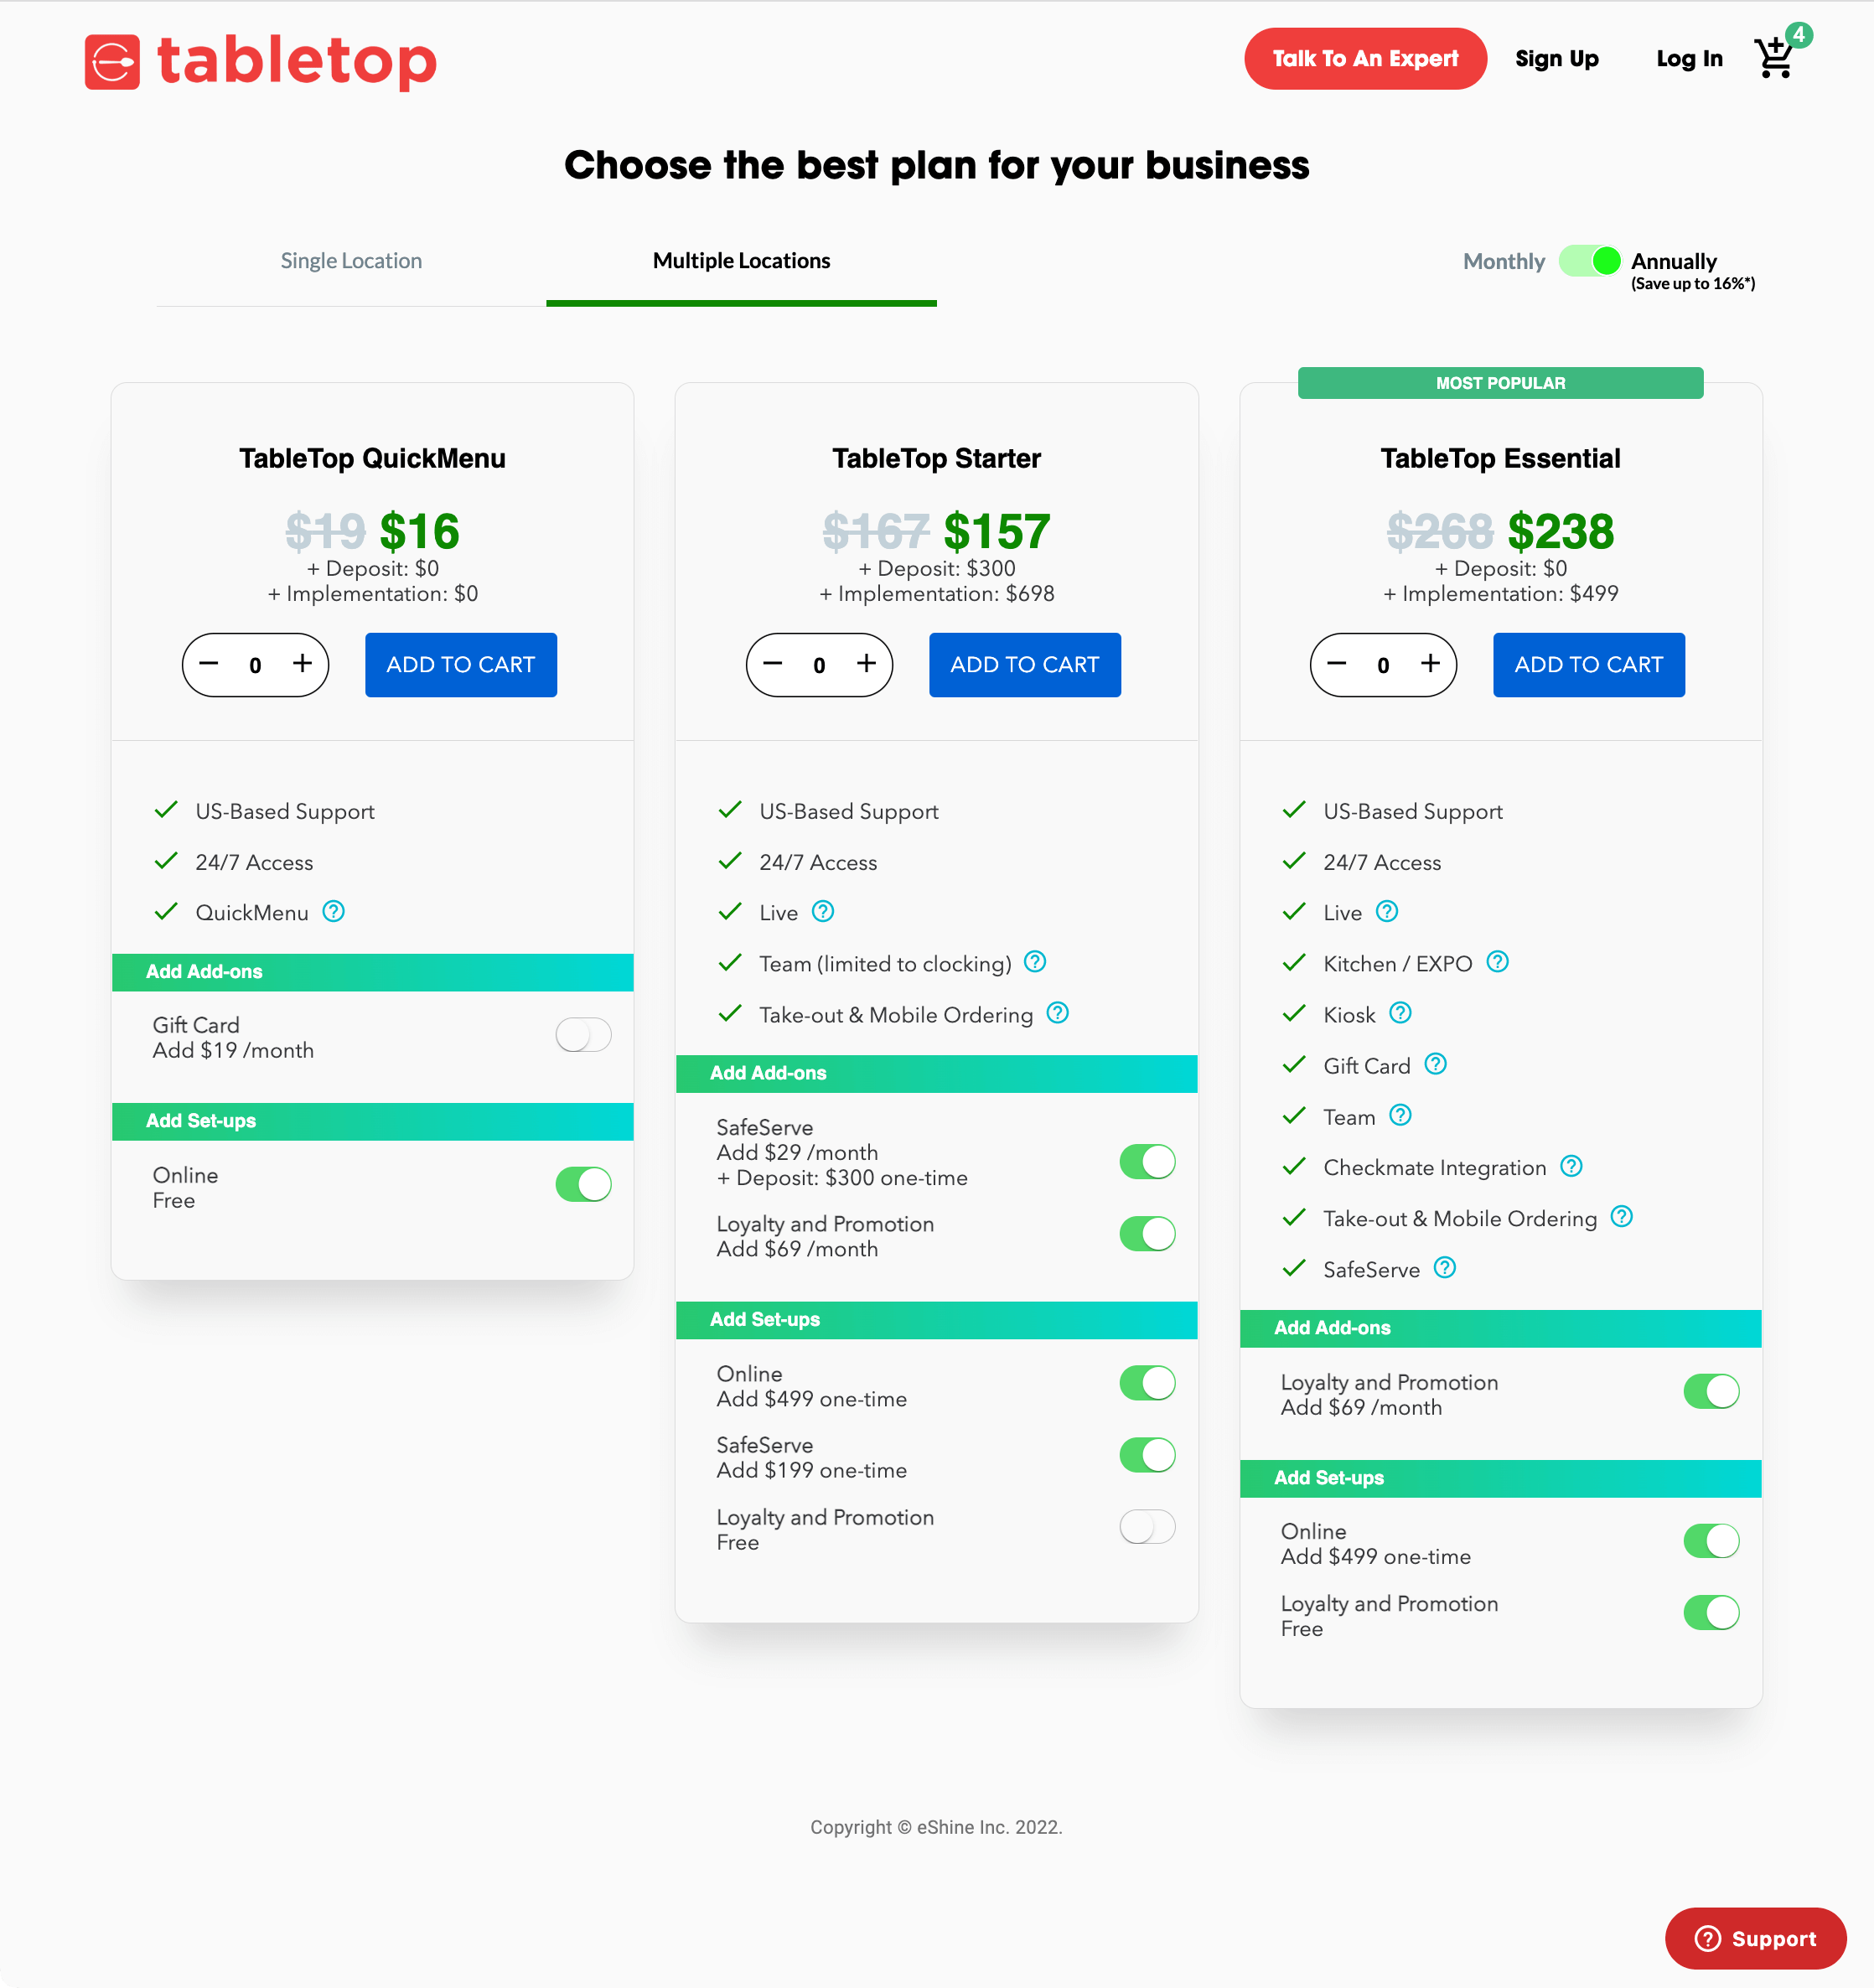 tabletop
Talk To An Expert
Sign Up
Log In
4
Choose the best plan for your business
Single Location
Multiple Locations
Monthly
Annually
(Save up to 16%*)
TableTop QuickMenu
$19 $16
+ Deposit: $0
+ Implementation: $0
− 0 +
ADD TO CART
US-Based Support
24/7 Access
QuickMenu ?
Add Add-ons
Gift Card
Add $19 /month
Add Set-ups
Online
Free
TableTop Starter
$167 $157
+ Deposit: $300
+ Implementation: $698
− 0 +
ADD TO CART
US-Based Support
24/7 Access
Live ?
Team (limited to clocking) ?
Take-out & Mobile Ordering ?
Add Add-ons
SafeServe
Add $29 /month
+ Deposit: $300 one-time
Loyalty and Promotion
Add $69 /month
Add Set-ups
Online
Add $499 one-time
SafeServe
Add $199 one-time
Loyalty and Promotion
Free
MOST POPULAR
TableTop Essential
$268 $238
+ Deposit: $0
+ Implementation: $499
− 0 +
ADD TO CART
US-Based Support
24/7 Access
Live ?
Kitchen / EXPO ?
Kiosk ?
Gift Card ?
Team ?
Checkmate Integration ?
Take-out & Mobile Ordering ?
SafeServe ?
Add Add-ons
Loyalty and Promotion
Add $69 /month
Add Set-ups
Online
Add $499 one-time
Loyalty and Promotion
Free
Copyright © eShine Inc. 2022.
? Support